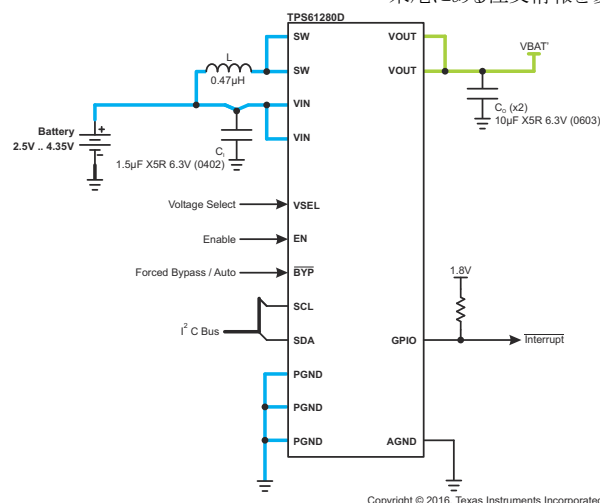 TPS61280D
SW
VOUT
VBAT'
L
SW
VOUT
0.47µH
VIN
C₀ (x2)
10µF X5R 6.3V (0603)
Battery
2.5V .. 4.35V
+
-
VIN
Cᵢ
1.5µF X5R 6.3V (0402)
Voltage Select
VSEL
Enable
EN
1.8V
Forced Bypass / Auto
BYP
SCL
I² C Bus
SDA
GPIO
Interrupt
PGND
PGND
PGND
AGND
Copyright © 2016, Texas Instruments Incorporated